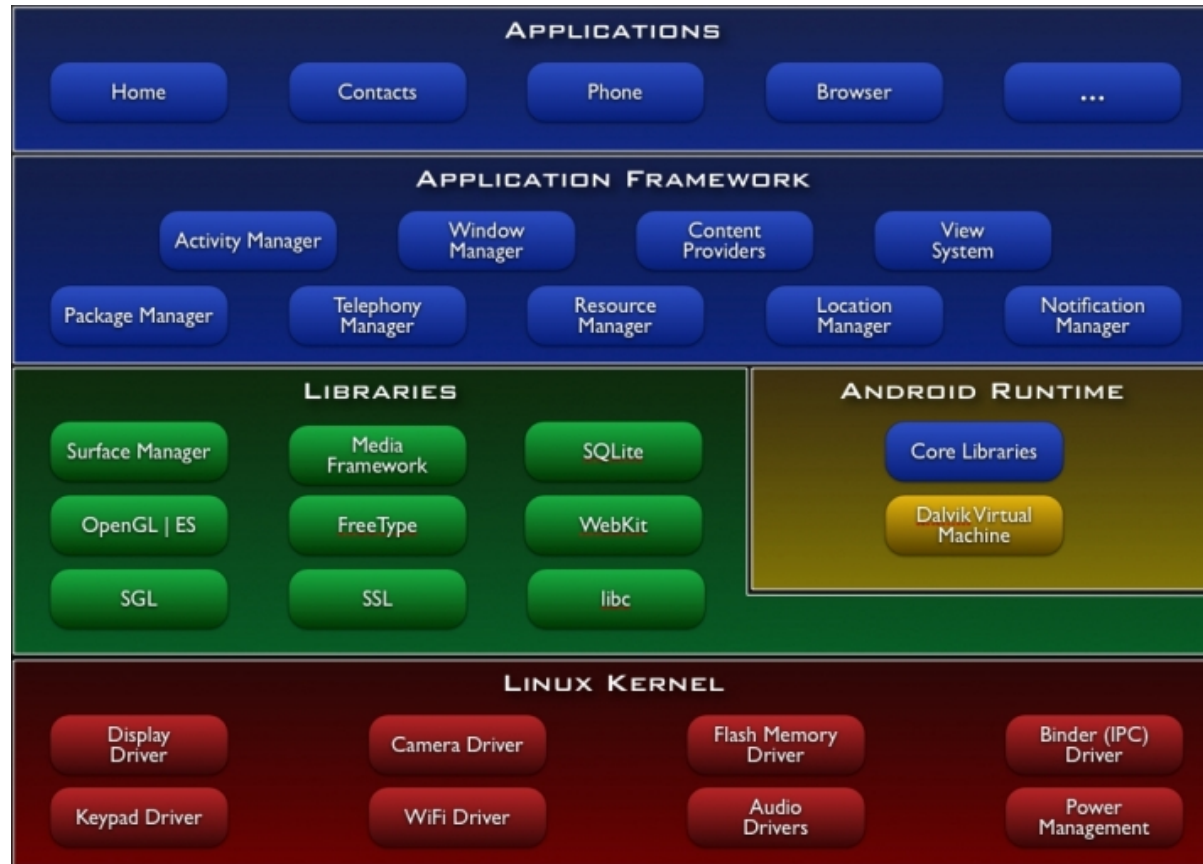 APPLICATIONS
Home
Contacts
Phone
Browser
...
APPLICATION FRAMEWORK
Activity Manager
Window
Manager
Content
Providers
View
System
Package Manager
Telephony
Manager
Resource
Manager
Location
Manager
Notification
Manager
LIBRARIES
Surface Manager
Media
Framework
SQLite
OpenGL | ES
FreeType
WebKit
SGL
SSL
libc
ANDROID RUNTIME
Core Libraries
Dalvik Virtual
Machine
LINUX KERNEL
Display
Driver
Camera Driver
Flash Memory
Driver
Binder (IPC)
Driver
Keypad Driver
WiFi Driver
Audio
Drivers
Power
Management